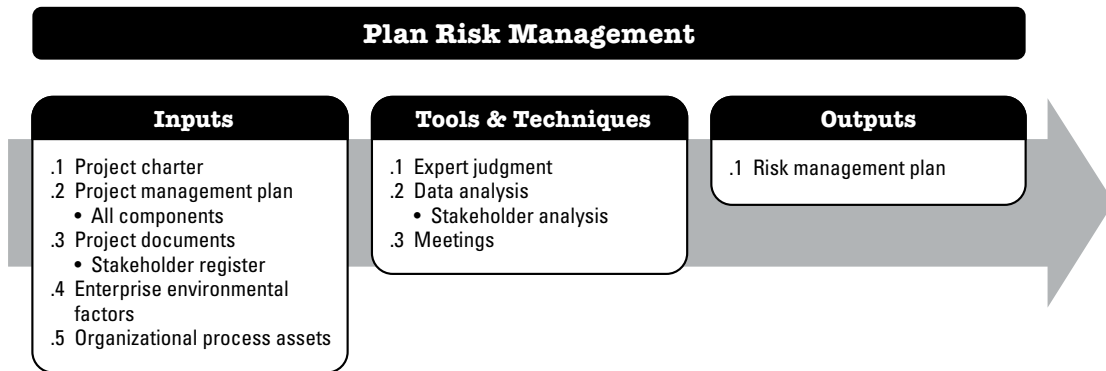 Plan Risk Management
Inputs
.1 Project charter
.2 Project management plan
• All components
.3 Project documents
• Stakeholder register
.4 Enterprise environmental
factors
.5 Organizational process assets
Tools & Techniques
.1 Expert judgment
.2 Data analysis
• Stakeholder analysis
.3 Meetings
Outputs
.1 Risk management plan